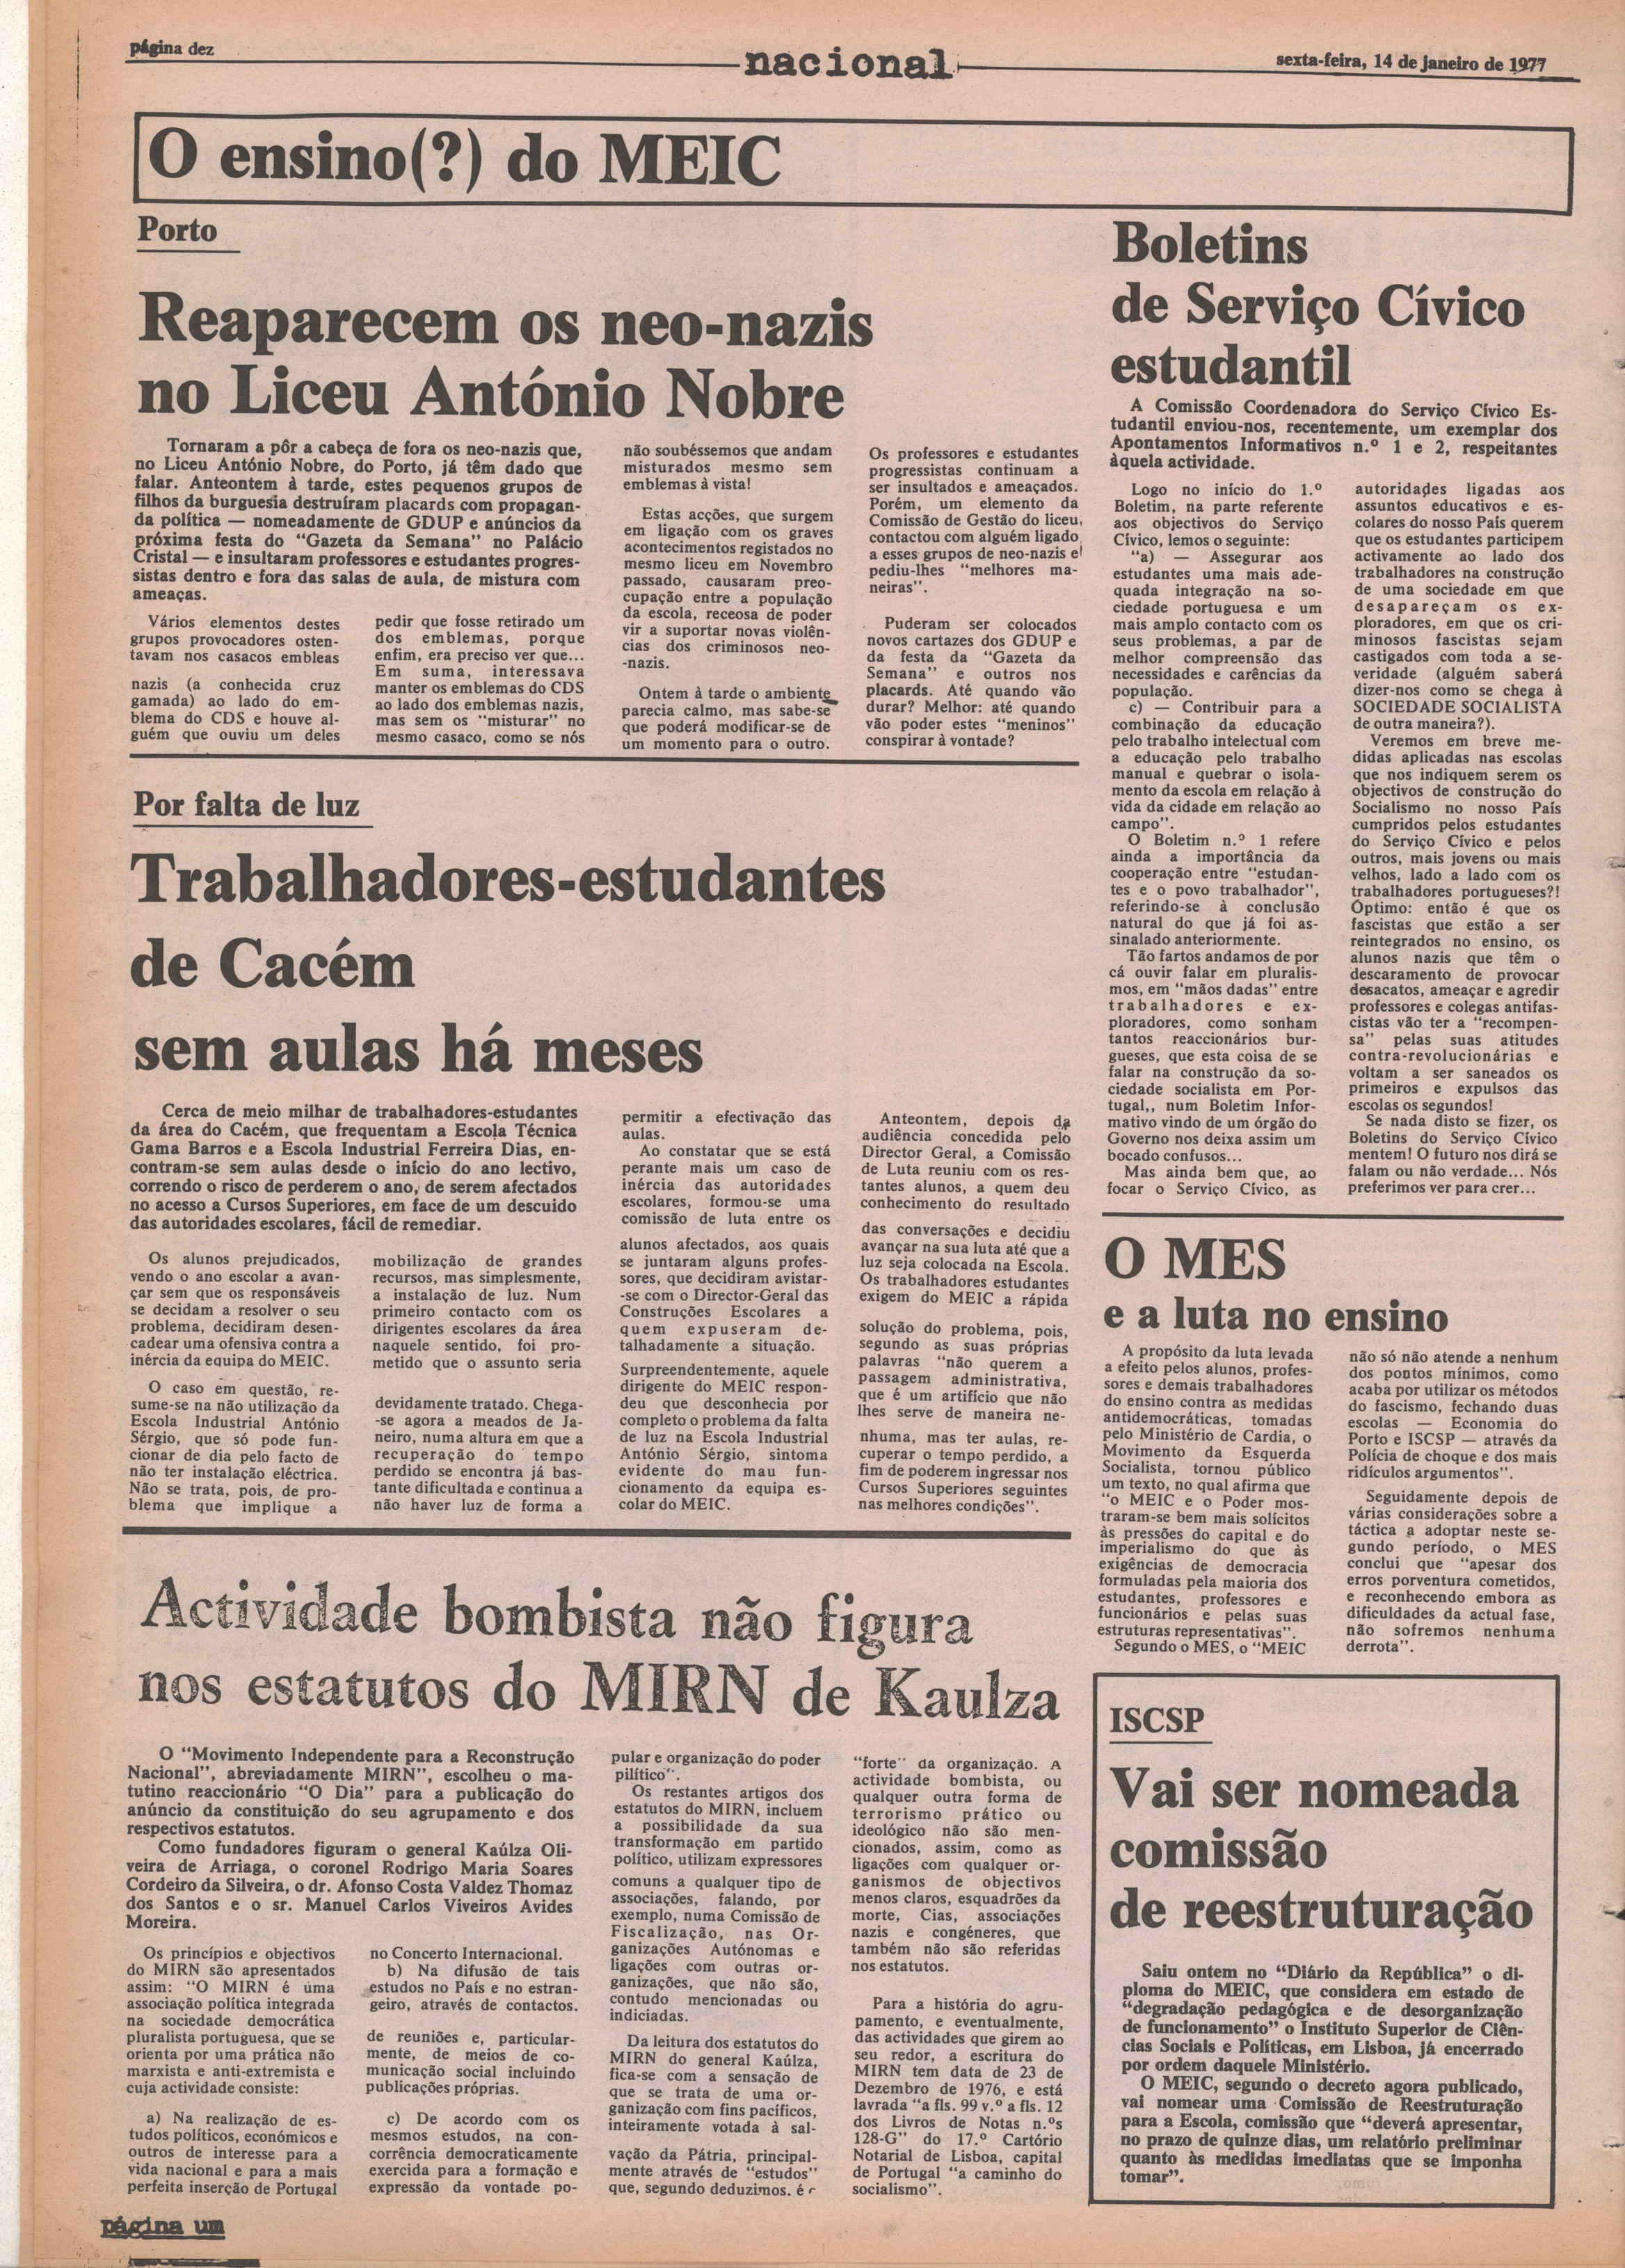 página dez
nacional
sexta-feira, 14 de janeiro de 1977
O ensino(?) do MEIC
Porto
Reaparecem os neo-nazis
no Liceu António Nobre
Tornaram a pôr a cabeça de fora os neo-nazis que,
no Liceu António Nobre, do Porto, já têm dado que
falar. Anteontem à tarde, estes pequenos grupos de
filhos da burguesia destruíram placards com propagan-
da política — nomeadamente de GDUP e anúncios da
próxima festa do "Gazeta da Semana" no Palácio
Cristal — e insultaram professores e estudantes progres-
sistas dentro e fora das salas de aula, de mistura com
ameaças.
Vários elementos destes
grupos provocadores osten-
tavam nos casacos embleas
nazis (a conhecida cruz
gamada) ao lado do em-
blema do CDS e houve al-
guém que ouviu um deles
pedir que fosse retirado um
dos emblemas, porque
enfim, era preciso ver que...
Em suma, interessava
manter os emblemas do CDS
ao lado dos emblemas nazis,
mas sem os "misturar" no
mesmo casaco, como se nós
não soubéssemos que andam
misturados mesmo sem
emblemas à vista!
Estas acções, que surgem
em ligação com os graves
acontecimentos registados no
mesmo liceu em Novembro
passado, causaram preo-
cupação entre a população
da escola, receosa de poder
vir a suportar novas violên-
cias dos criminosos neo-
-nazis.
Ontem à tarde o ambiente
parecia calmo, mas sabe-se
que poderá modificar-se de
um momento para o outro.
Os professores e estudantes
progressistas continuam a
ser insultados e ameaçados.
Porém, um elemento da
Comissão de Gestão do liceu,
contactou com alguém ligado
a esses grupos de neo-nazis e
pediu-lhes "melhores ma-
neiras".
Puderam ser colocados
novos cartazes dos GDUP e
da festa da "Gazeta da
Semana" e outros nos
placards. Até quando vão
durar? Melhor: até quando
vão poder estes "meninos"
conspirar à vontade?
Por falta de luz
Trabalhadores-estudantes
de Cacém
sem aulas há meses
Cerca de meio milhar de trabalhadores-estudantes
da área do Cacém, que frequentam a Escola Técnica
Gama Barros e a Escola Industrial Ferreira Dias, en-
contram-se sem aulas desde o início do ano lectivo,
correndo o risco de perderem o ano, de serem afectados
no acesso a Cursos Superiores, em face de um descuido
das autoridades escolares, fácil de remediar.
Os alunos prejudicados,
vendo o ano escolar a avan-
çar sem que os responsáveis
se decidam a resolver o seu
problema, decidiram desen-
cadear uma ofensiva contra a
inércia da equipa do MEIC.
O caso em questão, re-
sume-se na não utilização da
Escola Industrial António
Sérgio, que só pode fun-
cionar de dia pelo facto de
não ter instalação eléctrica.
Não se trata, pois, de pro-
blema que implique a
mobilização de grandes
recursos, mas simplesmente,
a instalação de luz. Num
primeiro contacto com os
dirigentes escolares da área
naquele sentido, foi pro-
metido que o assunto seria
devidamente tratado. Chega-
-se agora a meados de Ja-
neiro, numa altura em que a
recuperação do tempo
perdido se encontra já bas-
tante dificultada e continua a
não haver luz de forma a
permitir a efectivação das
aulas.
Ao constatar que se está
perante mais um caso de
inércia das autoridades
escolares, formou-se uma
comissão de luta entre os
alunos afectados, aos quais
se juntaram alguns profes-
sores, que decidiram avistar-
-se com o Director-Geral das
Construções Escolares a
quem expuseram de-
talhadamente a situação.
Surpreendentemente, aquele
dirigente do MEIC respon-
deu que desconhecia por
completo o problema da falta
de luz na Escola Industrial
António Sérgio, sintoma
evidente do mau fun-
cionamento da equipa es-
colar do MEIC.
Anteontem, depois da
audiência concedida pelo
Director Geral, a Comissão
de Luta reuniu com os res-
tantes alunos, a quem deu
conhecimento do resultado
das conversações e decidiu
avançar na sua luta até que a
luz seja colocada na Escola.
Os trabalhadores estudantes
exigem do MEIC a rápida
solução do problema, pois,
segundo as suas próprias
palavras "não querem a
passagem administrativa,
que é um artifício que não
lhes serve de maneira ne-
nhuma, mas ter aulas, re-
cuperar o tempo perdido, a
fim de poderem ingressar nos
Cursos Superiores seguintes
nas melhores condições".
Actividade bombista não figura
nos estatutos do MIRN de Kaulza
O "Movimento Independente para a Reconstrução
Nacional", abreviadamente MIRN", escolheu o ma-
tutino reaccionário "O Dia" para a publicação do
anúncio da constituição do seu agrupamento e dos
respectivos estatutos.
Como fundadores figuram o general Kaúlza Oli-
veira de Arriaga, o coronel Rodrigo Maria Soares
Cordeiro da Silveira, o dr. Afonso Costa Valdez Thomaz
dos Santos e o sr. Manuel Carlos Viveiros Avides
Moreira.
Os princípios e objectivos
do MIRN são apresentados
assim: "O MIRN é uma
associação política integrada
na sociedade democrática
pluralista portuguesa, que se
orienta por uma prática não
marxista e anti-extremista e
cuja actividade consiste:
a) Na realização de es-
tudos políticos, económicos e
outros de interesse para a
vida nacional e para a mais
perfeita inserção de Portugal
no Concerto Internacional.
b) Na difusão de tais
estudos no País e no estran-
geiro, através de contactos.
de reuniões e, particular-
mente, de meios de co-
municação social incluindo
publicações próprias.
c) De acordo com os
mesmos estudos, na con-
corrência democraticamente
exercida para a formação e
expressão da vontade po-
pular e organização do poder
pilítico".
Os restantes artigos dos
estatutos do MIRN, incluem
a possibilidade da sua
transformação em partido
político, utilizam expressores
comuns a qualquer tipo de
associações, falando, por
exemplo, numa Comissão de
Fiscalização, nas Or-
ganizações Autónomas e
ligações com outras or-
ganizações, que não são,
contudo mencionadas ou
indiciadas.
Da leitura dos estatutos do
MIRN do general Kaúlza,
fica-se com a sensação de
que se trata de uma or-
ganização com fins pacíficos,
inteiramente votada à sal-
vação da Pátria, principal-
mente através de "estudos"
que, segundo deduzimos. é
"forte" da organização. A
actividade bombista, ou
qualquer outra forma de
terrorismo prático ou
ideológico não são men-
cionados, assim, como as
ligações com qualquer or-
ganismos de objectivos
menos claros, esquadrões da
morte, Cias, associações
nazis e congéneres, que
também não são referidas
nos estatutos.
Para a história do agru-
pamento, e eventualmente,
das actividades que girem ao
seu redor, a escritura do
MIRN tem data de 23 de
Dezembro de 1976, e está
lavrada "a fls. 99 v.º a fls. 12
dos Livros de Notas n.ºs
128-G" do 17.º Cartório
Notarial de Lisboa, capital
de Portugal "a caminho do
socialismo".
Boletins
de Serviço Cívico
estudantil
A Comissão Coordenadora do Serviço Cívico Es-
tudantil enviou-nos, recentemente, um exemplar dos
Apontamentos Informativos n.º 1 e 2, respeitantes
àquela actividade.
Logo no início do 1.º
Boletim, na parte referente
aos objectivos do Serviço
Cívico, lemos o seguinte:
"a) — Assegurar aos
estudantes uma mais ade-
quada integração na so-
ciedade portuguesa e um
mais amplo contacto com os
seus problemas, a par de
melhor compreensão das
necessidades e carências da
população.
c) — Contribuir para a
combinação da educação
pelo trabalho intelectual com
a educação pelo trabalho
manual e quebrar o isola-
mento da escola em relação à
vida da cidade em relação ao
campo".
O Boletim n.º 1 refere
ainda a importância da
cooperação entre "estudan-
tes e o povo trabalhador",
referindo-se à conclusão
natural do que já foi as-
sinalado anteriormente.
Tão fartos andamos de por
cá ouvir falar em pluralis-
mos, em "mãos dadas" entre
trabalhadores e ex-
ploradores, como sonham
tantos reaccionários bur-
gueses, que esta coisa de se
falar na construção da so-
ciedade socialista em Por-
tugal,, num Boletim Infor-
mativo vindo de um órgão do
Governo nos deixa assim um
bocado confusos...
Mas ainda bem que, ao
focar o Serviço Cívico, as
autoridades ligadas aos
assuntos educativos e es-
colares do nosso País querem
que os estudantes participem
activamente ao lado dos
trabalhadores na construção
de uma sociedade em que
desapareçam os ex-
ploradores, em que os cri-
minosos fascistas sejam
castigados com toda a se-
veridade (alguém saberá
dizer-nos como se chega à
SOCIEDADE SOCIALISTA
de outra maneira?).
Veremos em breve me-
didas aplicadas nas escolas
que nos indiquem serem os
objectivos de construção do
Socialismo no nosso País
cumpridos pelos estudantes
do Serviço Cívico e pelos
outros, mais jovens ou mais
velhos, lado a lado com os
trabalhadores portugueses?!
Óptimo: então é que os
fascistas que estão a ser
reintegrados no ensino, os
alunos nazis que têm o
descaramento de provocar
desacatos, ameaçar e agredir
professores e colegas antifas-
cistas vão ter a "recompen-
sa" pelas suas atitudes
contra-revolucionárias e
voltam a ser saneados os
primeiros e expulsos das
escolas os segundos!
Se nada disto se fizer, os
Boletins do Serviço Cívico
mentem! O futuro nos dirá se
falam ou não verdade... Nós
preferimos ver para crer...
O MES
e a luta no ensino
A propósito da luta levada
a efeito pelos alunos, profes-
sores e demais trabalhadores
do ensino contra as medidas
antidemocráticas, tomadas
pelo Ministério de Cardia, o
Movimento da Esquerda
Socialista, tornou público
um texto, no qual afirma que
"o MEIC e o Poder mos-
traram-se bem mais solícitos
às pressões do capital e do
imperialismo do que às
exigências de democracia
formuladas pela maioria dos
estudantes, professores e
funcionários e pelas suas
estruturas representativas".
Segundo o MES, o "MEIC
não só não atende a nenhum
dos pontos mínimos, como
acaba por utilizar os métodos
do fascismo, fechando duas
escolas — Economia do
Porto e ISCSP — através da
Polícia de choque e dos mais
ridículos argumentos".
Seguidamente depois de
várias considerações sobre a
táctica a adoptar neste se-
gundo período, o MES
conclui que "apesar dos
erros porventura cometidos,
e reconhecendo embora as
dificuldades da actual fase,
não sofremos nenhuma
derrota".
ISCSP
Vai ser nomeada
comissão
de reestruturação
Saiu ontem no "Diário da República" o di-
ploma do MEIC, que considera em estado de
"degradação pedagógica e de desorganização
de funcionamento" o Instituto Superior de Ciên-
cias Sociais e Políticas, em Lisboa, já encerrado
por ordem daquele Ministério.
O MEIC, segundo o decreto agora publicado,
vai nomear uma Comissão de Reestruturação
para a Escola, comissão que "deverá apresentar,
no prazo de quinze dias, um relatório preliminar
quanto às medidas imediatas que se imponha
tomar".
página um